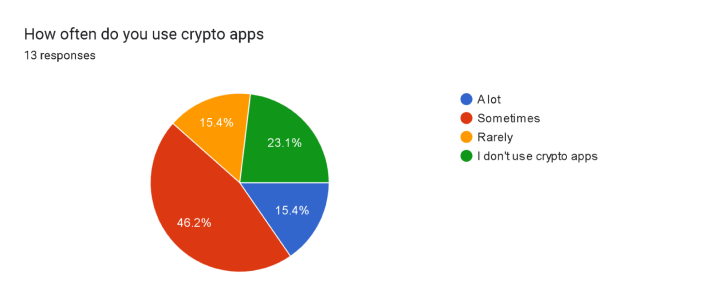 How often do you use crypto apps
13 responses
15.4%
23.1%
46.2%
15.4%
A lot
Sometimes
Rarely
I don't use crypto apps